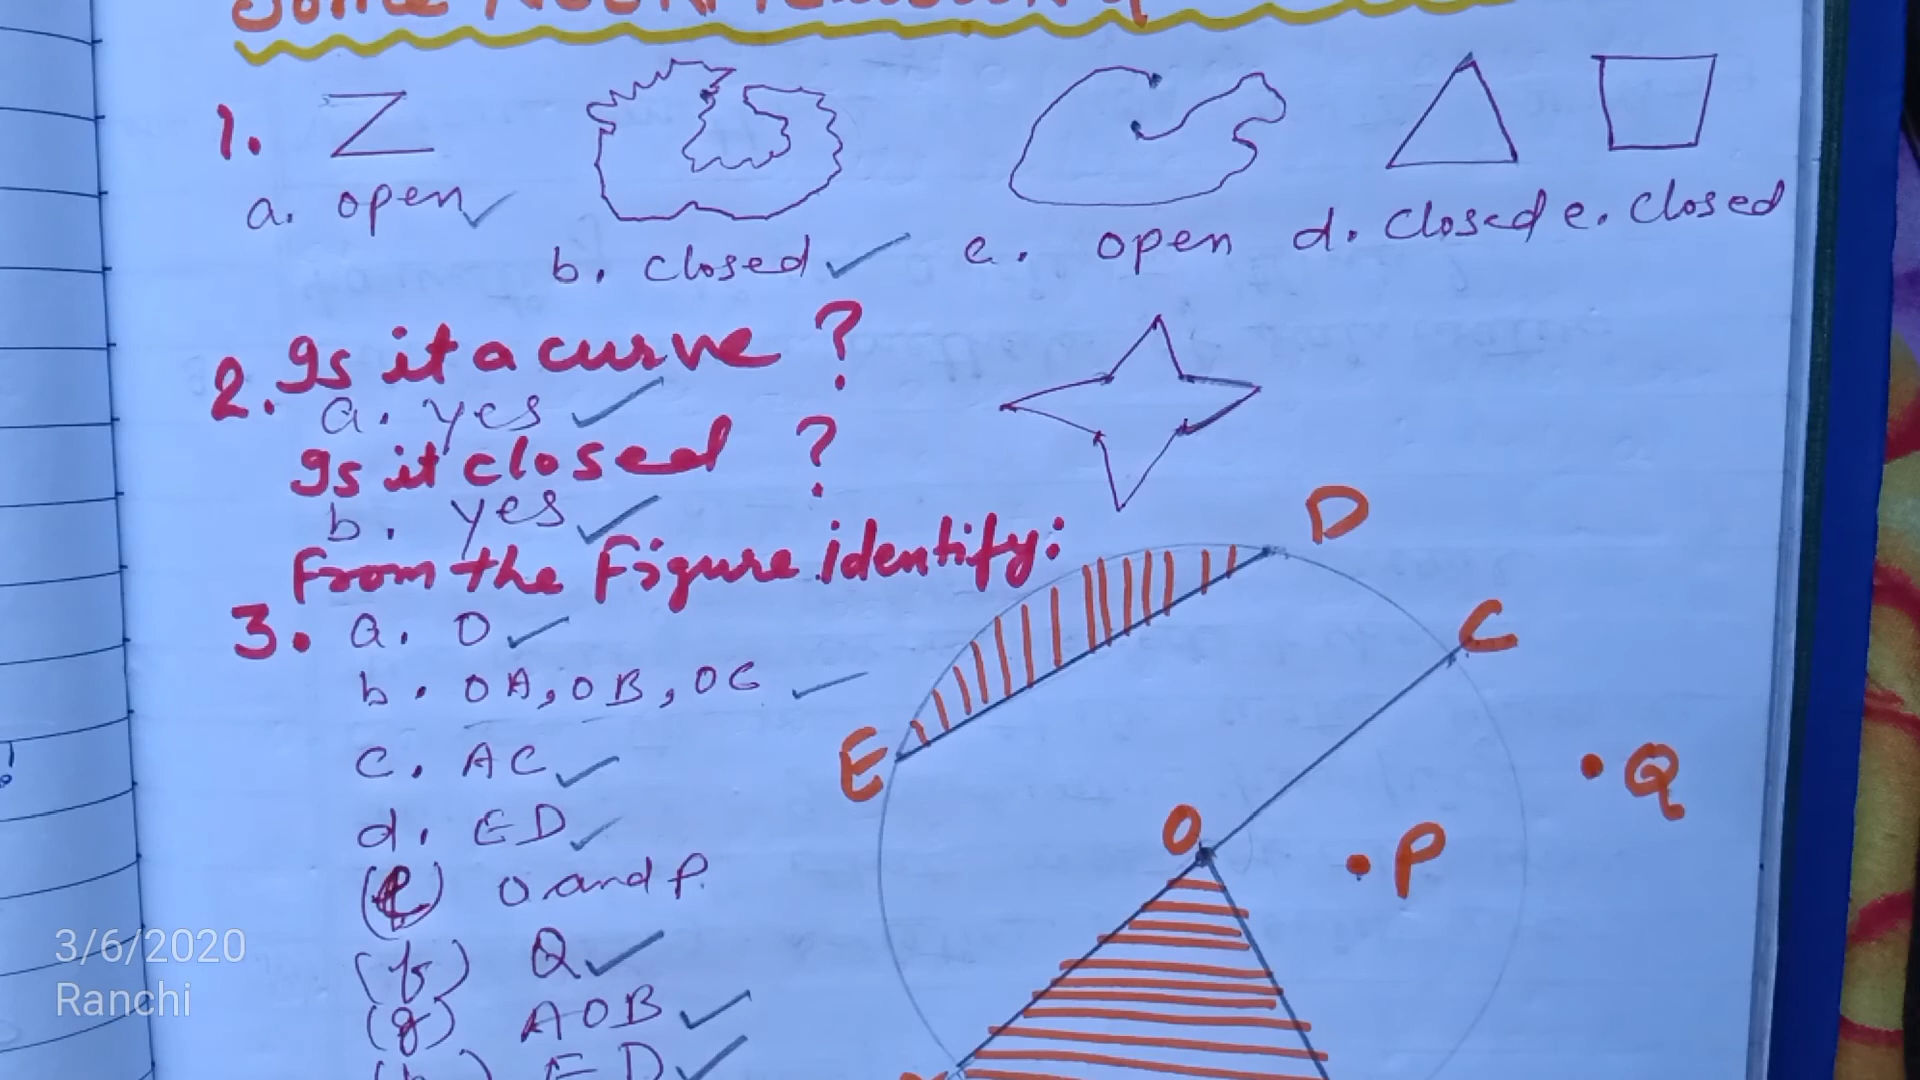 1.
a. open
b. closed
c. open d. closed e. closed
2. Is it a curve ?
a. yes
Is it closed ?
b. yes
From the Figure identify:
3. a. O
b. OA, OB, OC
c. AC
d. ED
(e) O and P.
(f) Q
(g) AOB
(h) ED
D
C
E
Q
O
P
3/6/2020
Ranchi